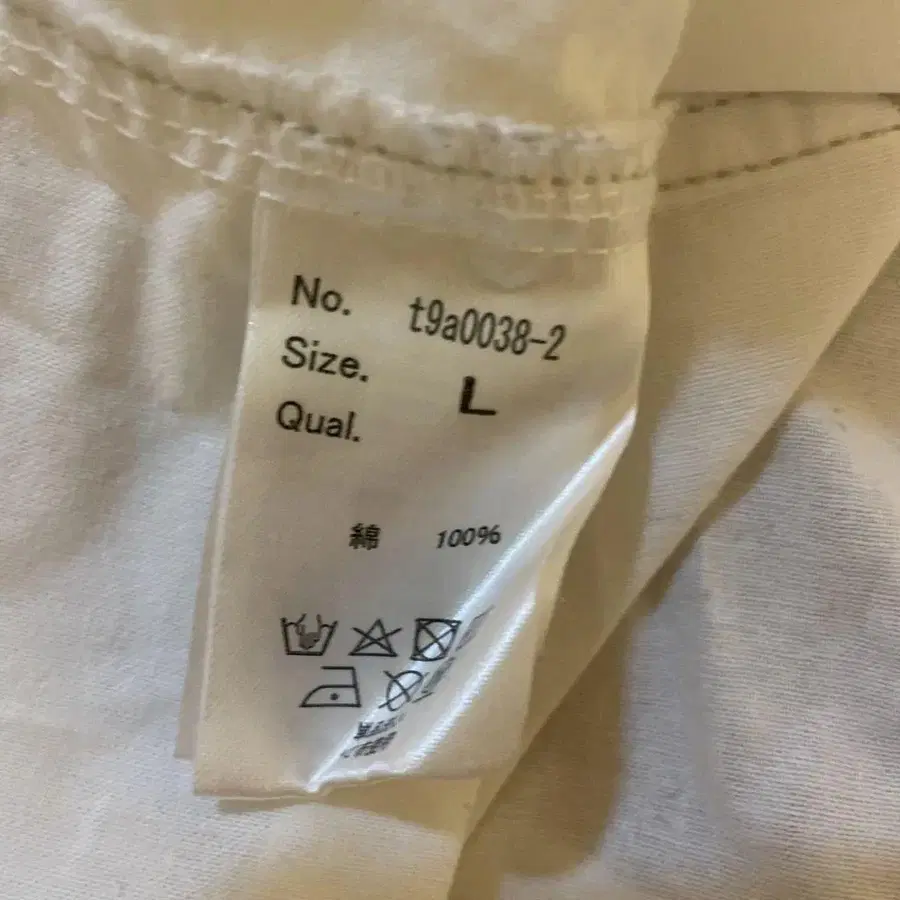 No. t9a0038-2
Size. L
Qual.
綿 100%